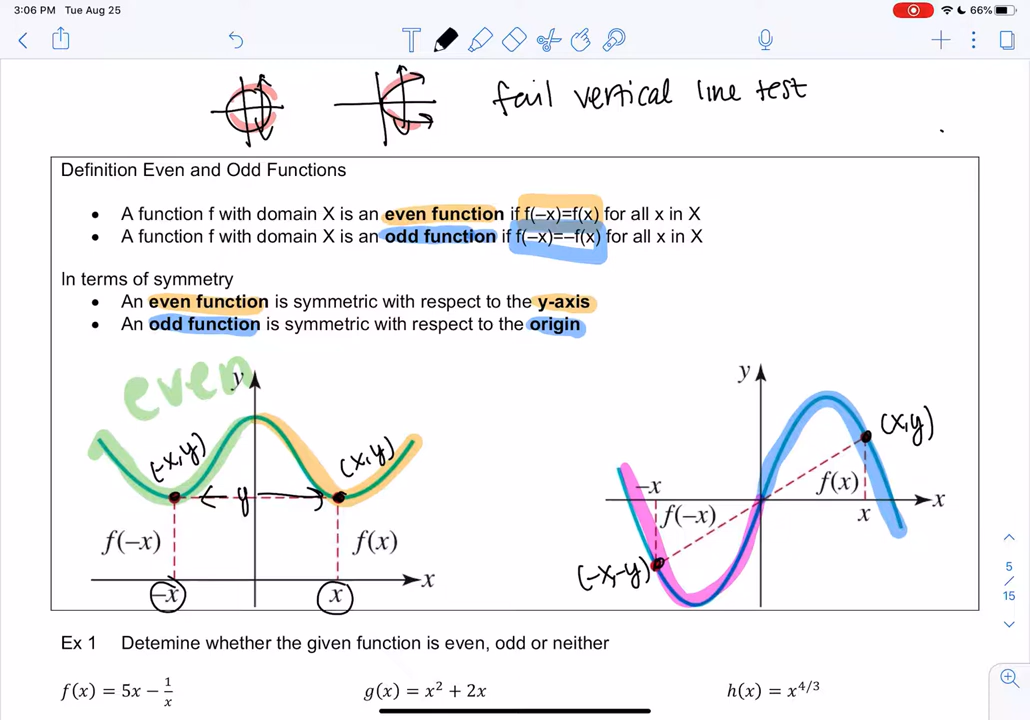 3:06 PM Tue Aug 25
66%
fail vertical line test
Definition Even and Odd Functions
• A function f with domain X is an even function if f(–x)=f(x) for all x in X
• A function f with domain X is an odd function if f(–x)=–f(x) for all x in X
In terms of symmetry
• An even function is symmetric with respect to the y-axis
• An odd function is symmetric with respect to the origin
even
y
(-x,y)
(x,y)
y
f(−x)
f(x)
x
−x
x
y
(x,y)
−x
f(x)
x
f(−x)
x
(-x,-y)
5
/
15
Ex 1 Detemine whether the given function is even, odd or neither
f(x) = 5x − 1/x
g(x) = x² + 2x
h(x) = x^{4/3}